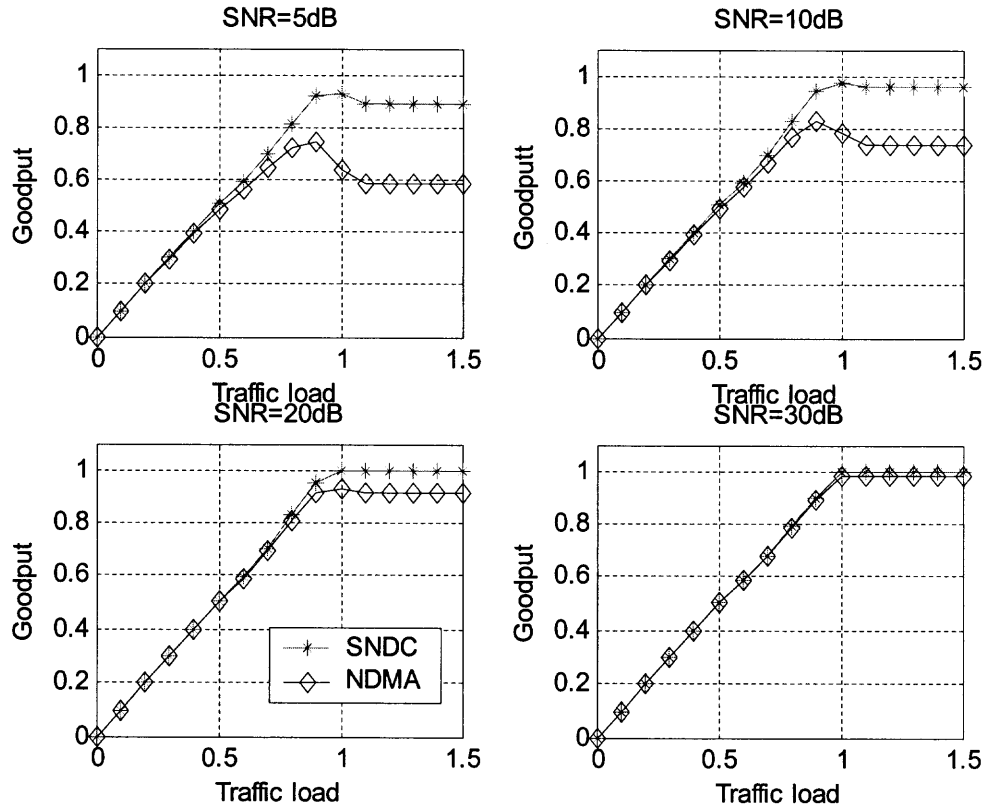 SNR=5dB
Goodput
1
0.8
0.6
0.4
0.2
0
0 0.5 1 1.5
Traffic load
SNR=10dB
Goodputt
1
0.8
0.6
0.4
0.2
0
0 0.5 1 1.5
Traffic load
SNR=20dB
Goodput
1
0.8
0.6
0.4
0.2
0
SNDC
NDMA
0 0.5 1 1.5
Traffic load
SNR=30dB
Goodput
1
0.8
0.6
0.4
0.2
0
0 0.5 1 1.5
Traffic load